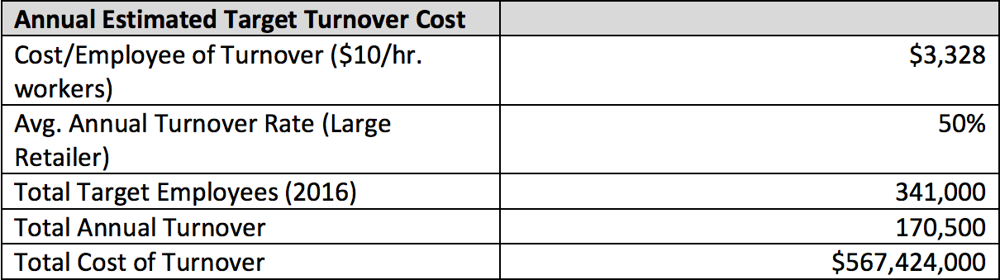 Annual Estimated Target Turnover Cost
Cost/Employee of Turnover ($10/hr. $3,328
workers)
Avg. Annual Turnover Rate (Large 50%
Retailer)
Total Target Employees (2016) 341,000
Total Annual Turnover 170,500
Total Cost of Turnover $567,424,000